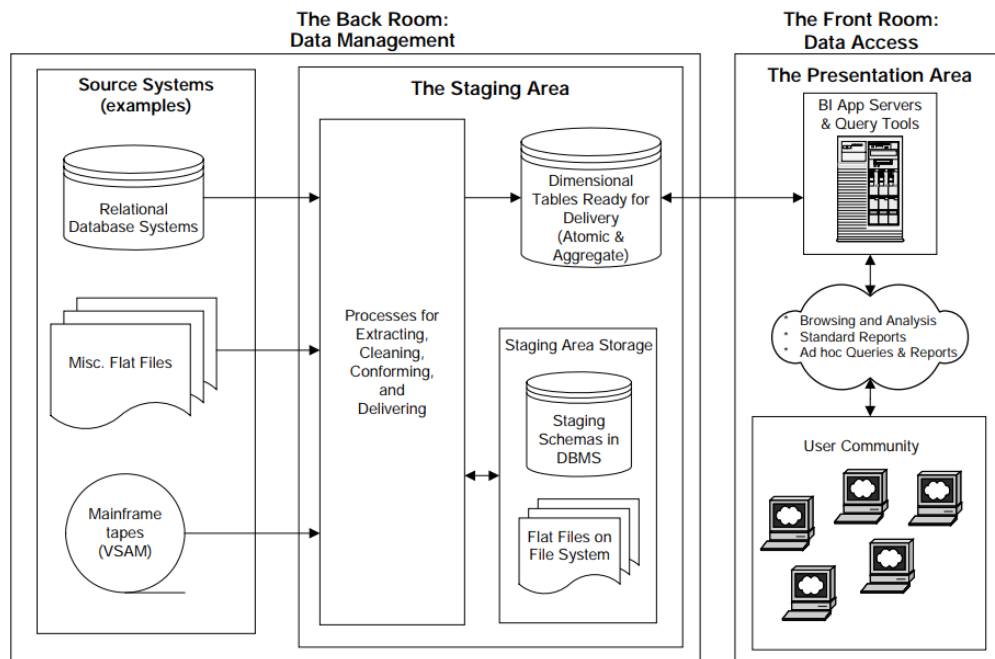 The Back Room:
Data Management
The Front Room:
Data Access
Source Systems
(examples)
Relational
Database Systems
Misc. Flat Files
Mainframe
tapes
(VSAM)
The Staging Area
Processes for
Extracting,
Cleaning,
Conforming,
and
Delivering
Dimensional
Tables Ready for
Delivery
(Atomic &
Aggregate)
Staging Area Storage
Staging
Schemas in
DBMS
Flat Files on
File System
The Presentation Area
BI App Servers
& Query Tools
* Browsing and Analysis
* Standard Reports
* Ad hoc Queries & Reports
User Community